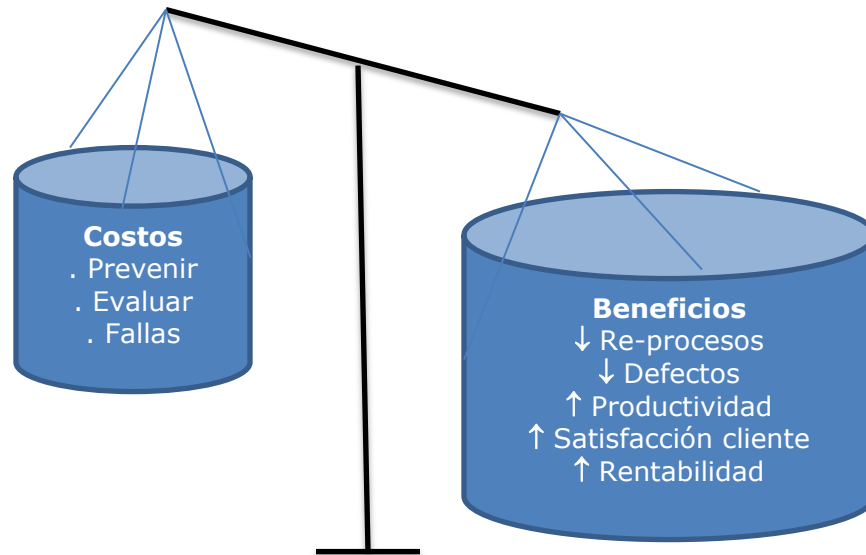 Costos
. Prevenir
. Evaluar
. Fallas
Beneficios
↓ Re-procesos
↓ Defectos
↑ Productividad
↑ Satisfacción cliente
↑ Rentabilidad